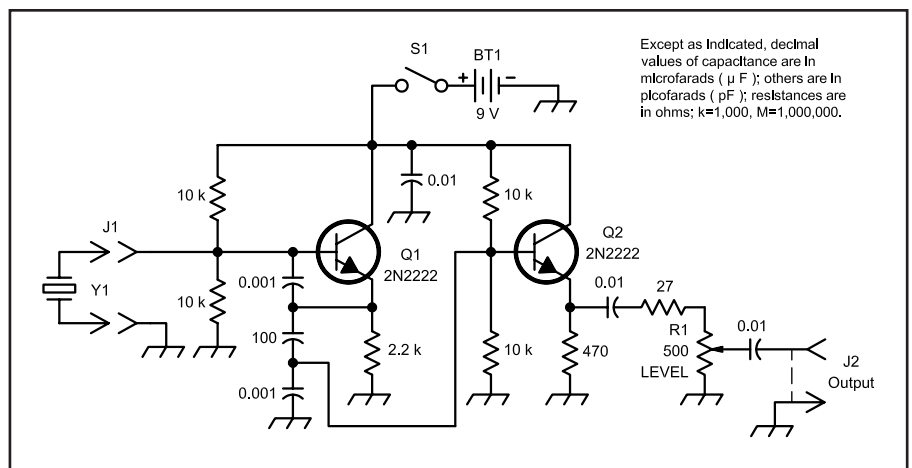 S1
BT1
+
−
9 V
Except as indicated, decimal
values of capacitance are in
microfarads ( µ F ); others are in
picofarads ( pF ); resistances are
in ohms; k=1,000, M=1,000,000.
10 k
0.01
10 k
J1
Q1
2N2222
Q2
2N2222
Y1
0.001
10 k
100
2.2 k
0.001
10 k
470
0.01
27
R1
500
LEVEL
0.01
J2
Output